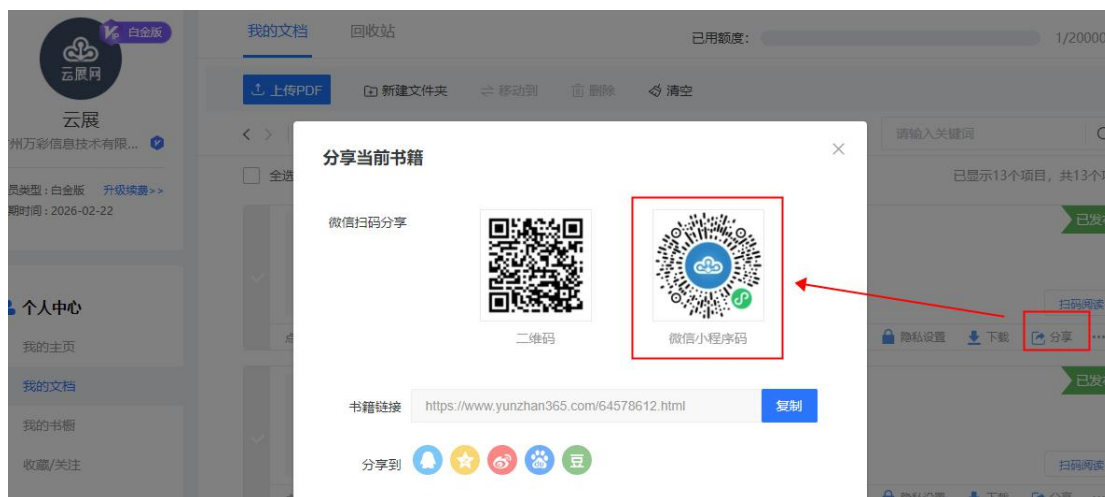 白金版
云展网
云展
州万彩信息技术有限...
员类型：白金版 升级续费>>
期时间：2026-02-22
个人中心
我的主页
我的文档
我的书橱
收藏/关注
我的文档 回收站 已用额度： 1/20000
上传PDF 新建文件夹 移动到 删除 清空
请输入关键词
全选
已显示13个项目，共13个
分享当前书籍
微信扫码分享
二维码 微信小程序码
书籍链接 https://www.yunzhan365.com/64578612.html 复制
分享到
豆
已发
扫码阅读
隐私设置 下载 分享 ...
已发
扫码阅读